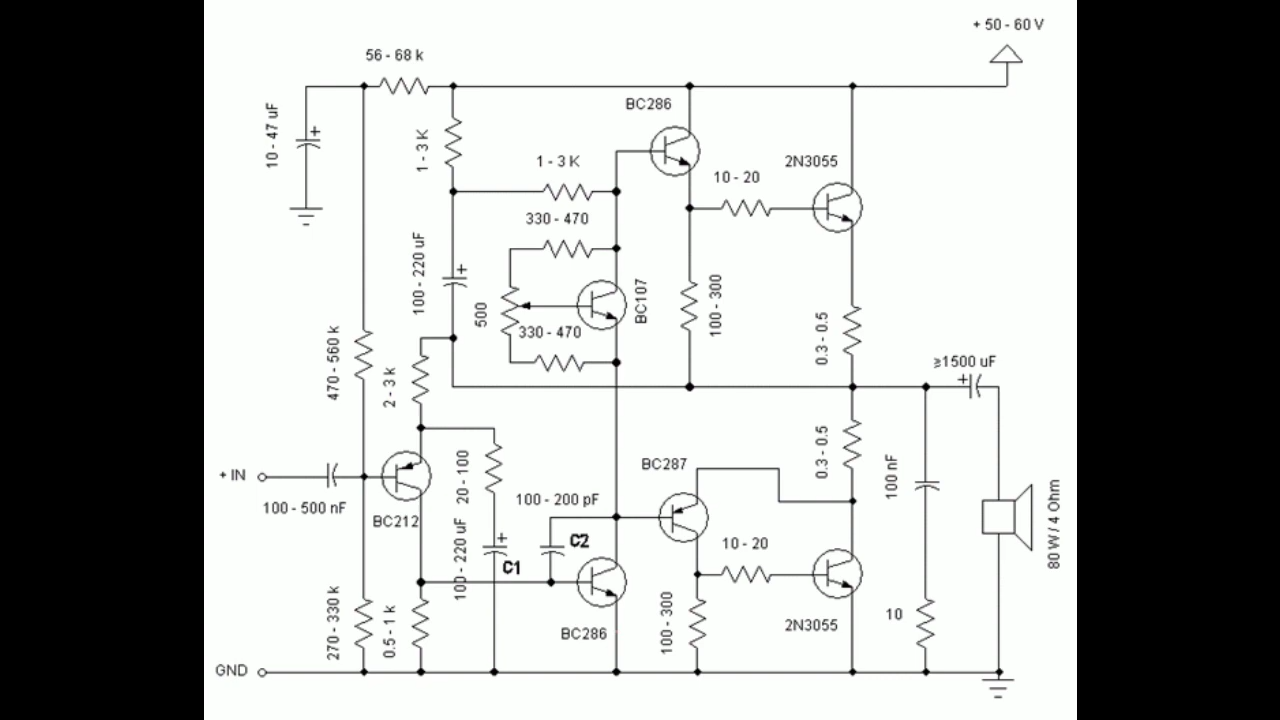 + 50 - 60 V
56 - 68 k
BC286
10 - 47 uF
+
1 - 3 K
1 - 3 K
2N3055
10 - 20
330 - 470
100 - 220 uF
+
500
BC107
100 - 300
330 - 470
0.3 - 0.5
470 - 560 k
2 - 3 k
≥1500 uF
+
+ IN
100 - 500 nF
BC212
20 - 100
100 - 200 pF
BC287
0.3 - 0.5
100 nF
80 W / 4 Ohm
100 - 220 uF
+
C1
C2
10 - 20
270 - 330 k
0.5 - 1 k
BC286
100 - 300
2N3055
10
GND